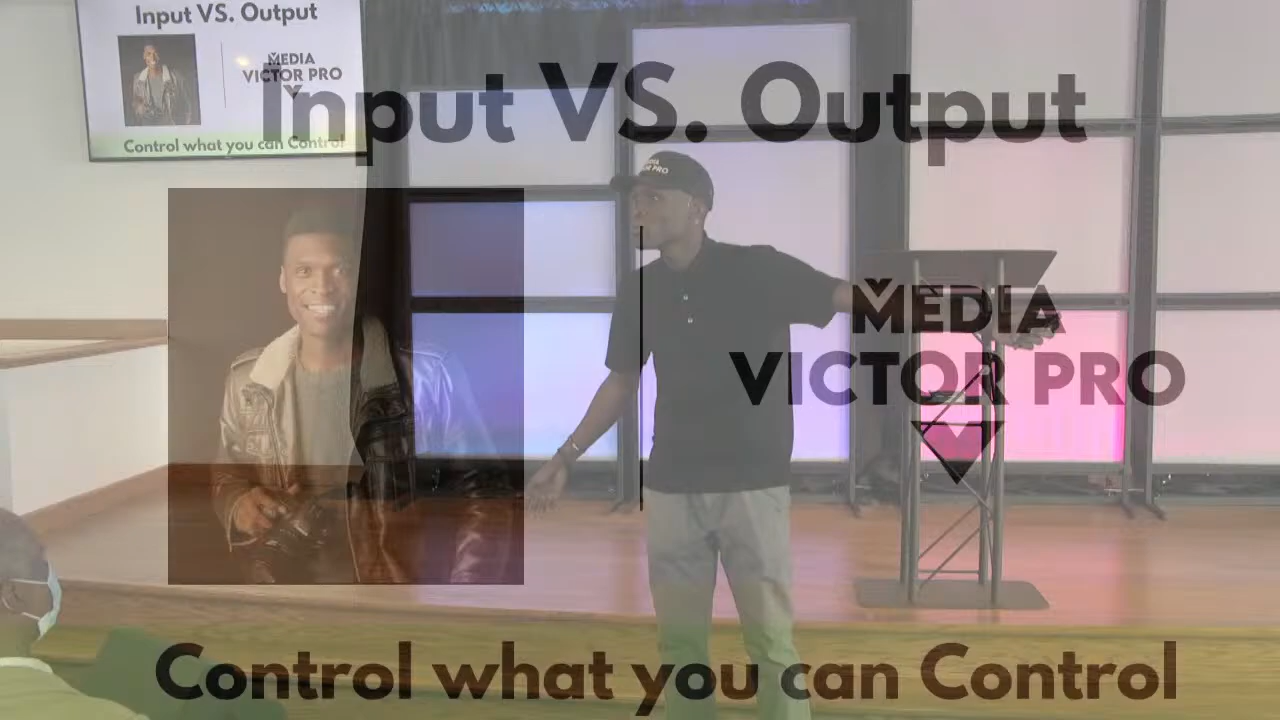 Input VS. Output
MEDIA
VICTOR PRO
Control what you can Control
Input VS. Output
MEDIA
VICTOR PRO
Control what you can Control
PRO